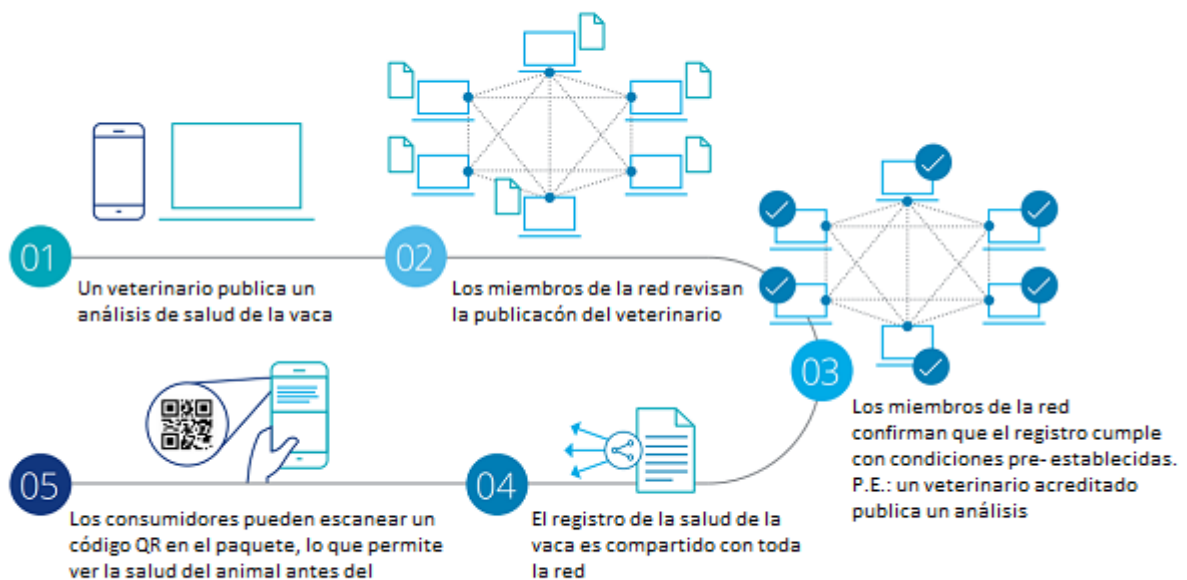 01
Un veterinario publica un
análisis de salud de la vaca
02
Los miembros de la red revisan
la publicacón del veterinario
03
Los miembros de la red
confirman que el registro cumple
con condiciones pre- establecidas.
P.E.: un veterinario acreditado
publica un análisis
04
El registro de la salud de la
vaca es compartido con toda
la red
05
Los consumidores pueden escanear un
código QR en el paquete, lo que permite
ver la salud del animal antes del